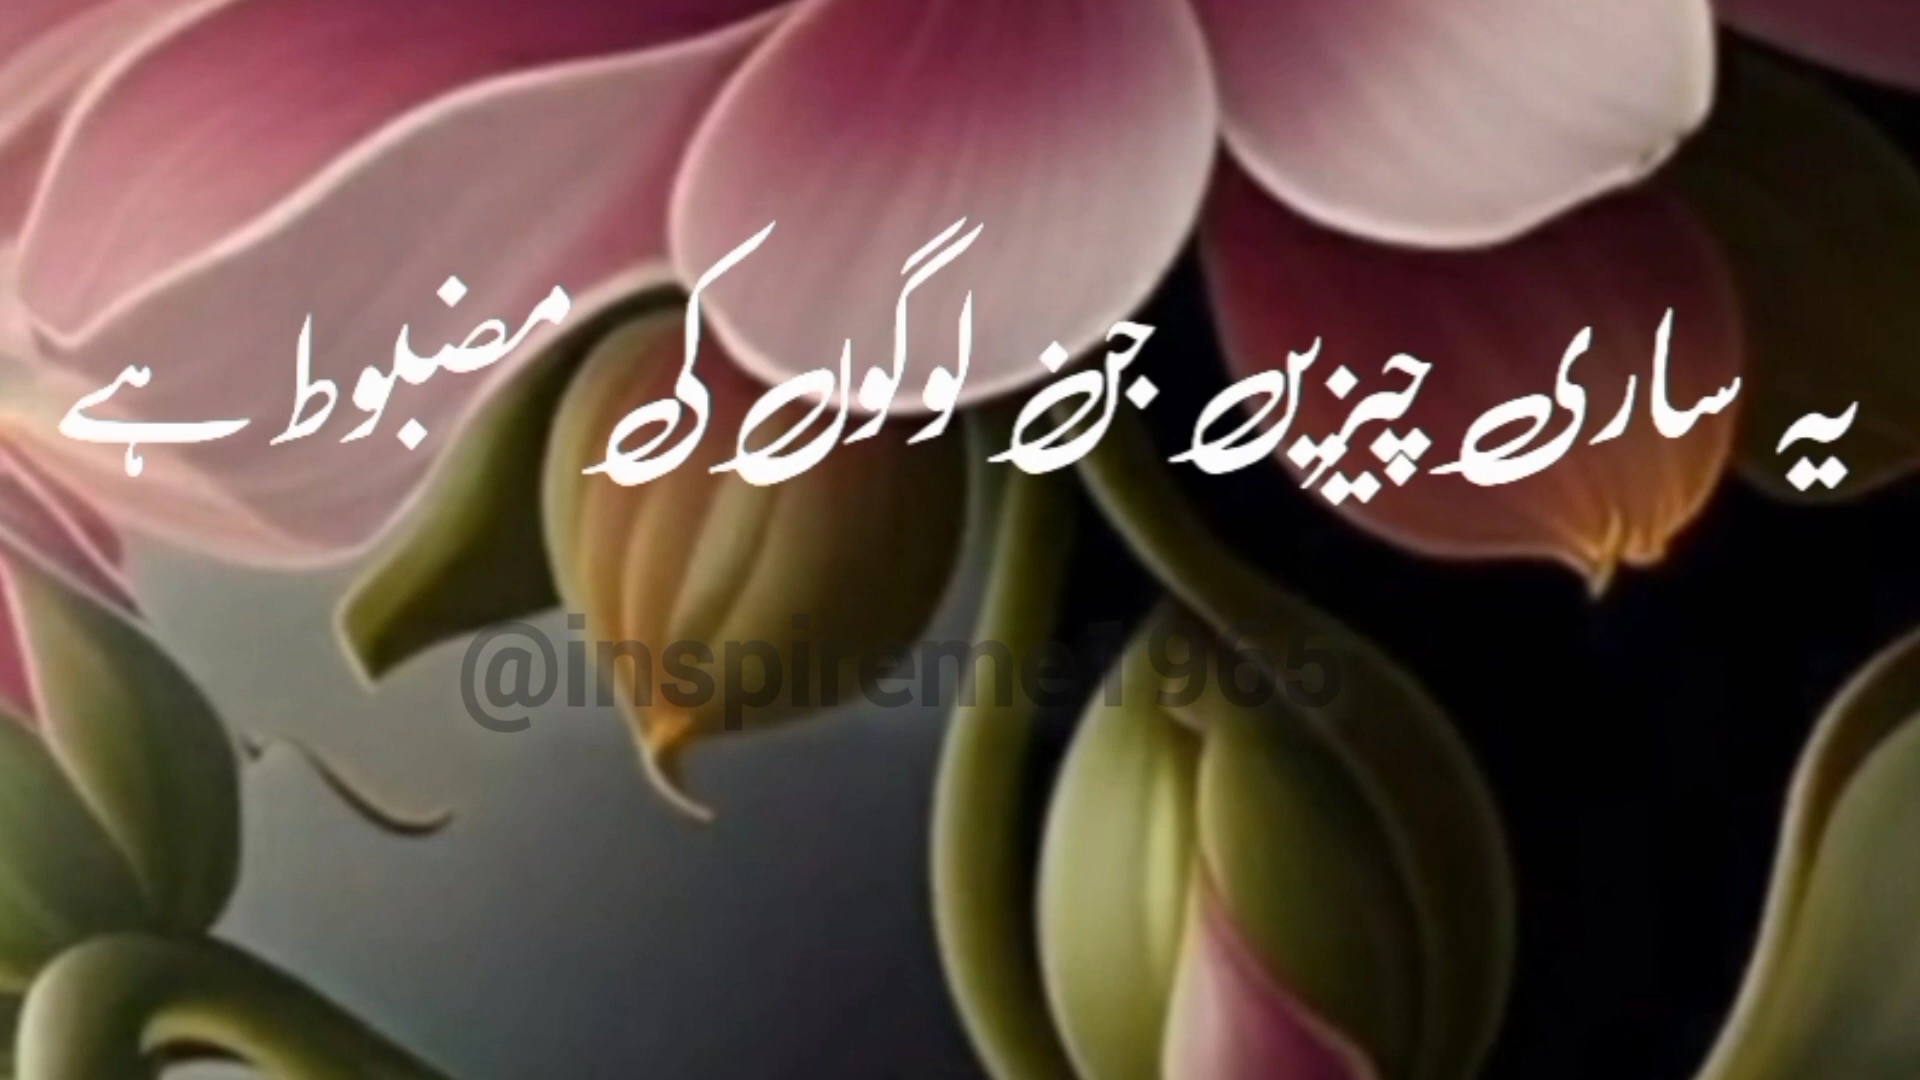 یہ ساری چیزیں جن لوگوں کی مضبوط ہے
@inspireme1965